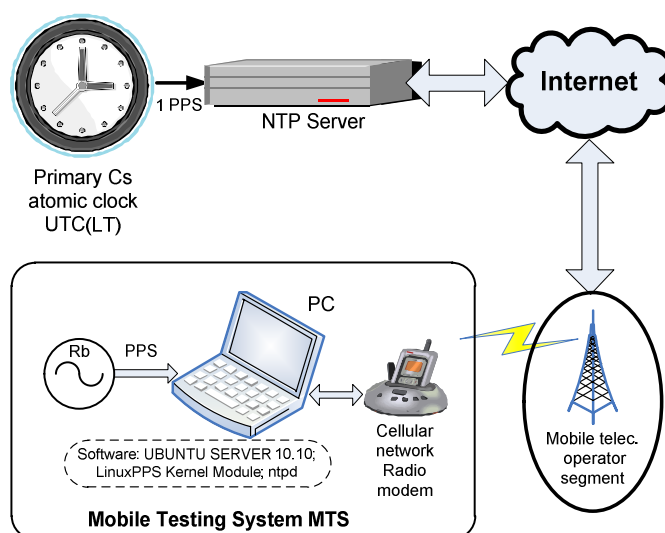 1 PPS
NTP Server
Internet
Primary Cs
atomic clock
UTC(LT)
PC
Rb
PPS
Software: UBUNTU SERVER 10.10;
LinuxPPS Kernel Module; ntpd
Cellular
network
Radio
modem
Mobile telec.
operator
segment
Mobile Testing System MTS